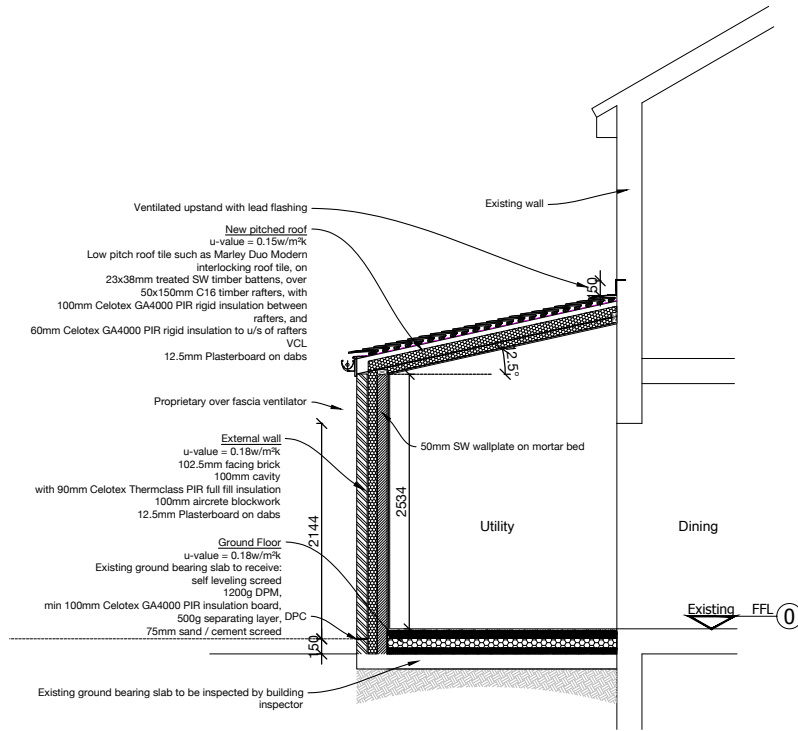 Ventilated upstand with lead flashing
Existing wall
New pitched roof
u-value = 0.15w/m²k
Low pitch roof tile such as Marley Duo Modern
interlocking roof tile, on
23x38mm treated SW timber battens, over
50x150mm C16 timber rafters, with
100mm Celotex GA4000 PIR rigid insulation between
rafters, and
60mm Celotex GA4000 PIR rigid insulation to u/s of rafters
VCL
12.5mm Plasterboard on dabs
150
12.5°
Proprietary over fascia ventilator
External wall
u-value = 0.18w/m²k
102.5mm facing brick
100mm cavity
with 90mm Celotex Thermclass PIR full fill insulation
100mm aircrete blockwork
12.5mm Plasterboard on dabs
50mm SW wallplate on mortar bed
2144
2534
Utility
Dining
Ground Floor
u-value = 0.18w/m²k
Existing ground bearing slab to receive:
self leveling screed
1200g DPM,
min 100mm Celotex GA4000 PIR insulation board,
500g separating layer,
75mm sand / cement screed
DPC
150
Existing FFL 0
Existing ground bearing slab to be inspected by building
inspector